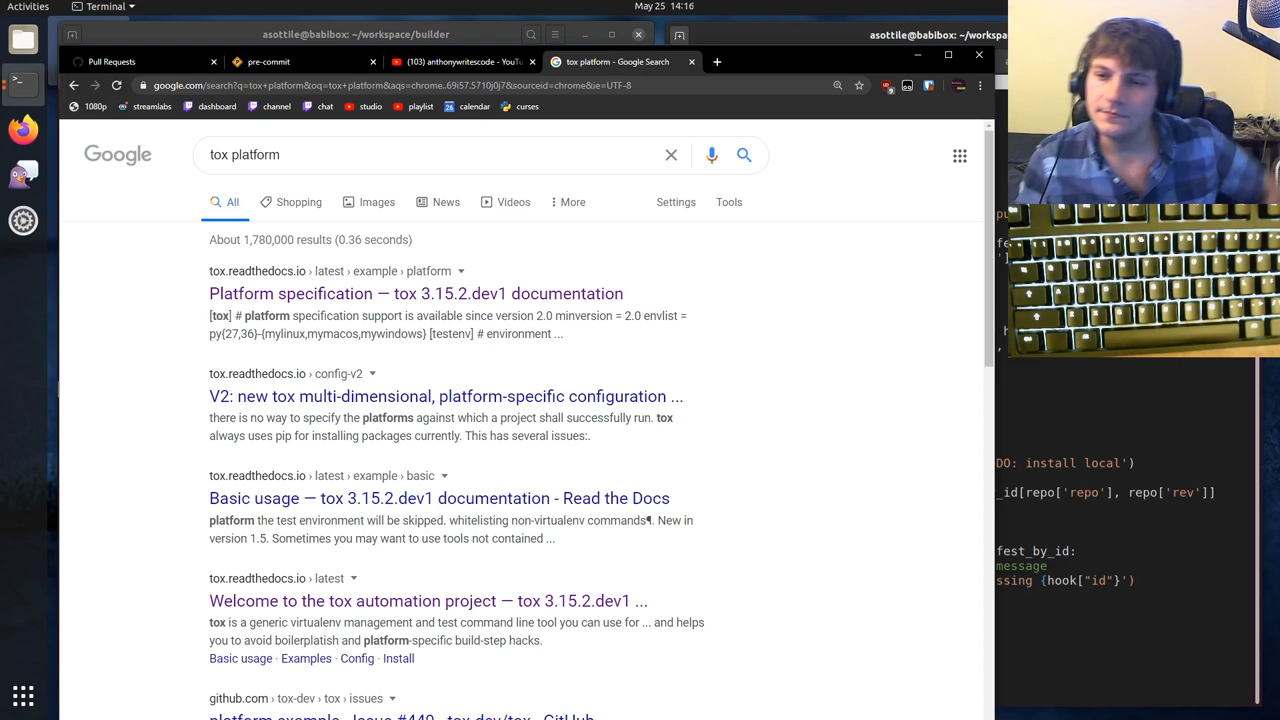 Activities
Terminal
May 25 14:16
asottile@babibox: ~/workspace/builder
asottile@babibox: ~/worksp
Pull Requests
pre-commit
(103) anthonywritescode - YouTu
tox platform - Google Search
google.com/search?q=tox+platform&oq=tox+platform&aqs=chrome..69i57.5710j0j7&sourceid=chrome&ie=UTF-8
1080p
streamlabs
dashboard
channel
chat
studio
playlist
calendar
curses
Google
tox platform
All
Shopping
Images
News
Videos
More
Settings
Tools
About 1,780,000 results (0.36 seconds)
tox.readthedocs.io › latest › example › platform
Platform specification — tox 3.15.2.dev1 documentation
[tox] # platform specification support is available since version 2.0 minversion = 2.0 envlist =
py{27,36}-{mylinux,mymacos,mywindows} [testenv] # environment ...
tox.readthedocs.io › config-v2
V2: new tox multi-dimensional, platform-specific configuration ...
there is no way to specify the platforms against which a project shall successfully run. tox
always uses pip for installing packages currently. This has several issues:.
tox.readthedocs.io › latest › example › basic
Basic usage — tox 3.15.2.dev1 documentation - Read the Docs
platform the test environment will be skipped. whitelisting non-virtualenv commands¶. New in
version 1.5. Sometimes you may want to use tools not contained ...
tox.readthedocs.io › latest
Welcome to the tox automation project — tox 3.15.2.dev1 ...
tox is a generic virtualenv management and test command line tool you can use for ... and helps
you to avoid boilerplatish and platform-specific build-step hacks.
Basic usage · Examples · Config · Install
github.com › tox-dev › tox › issues
platform example · Issue #440 · tox-dev/tox · GitHub
DO: install local')
_id[repo['repo'], repo['rev']]
fest_by_id:
message
ssing {hook["id"}')